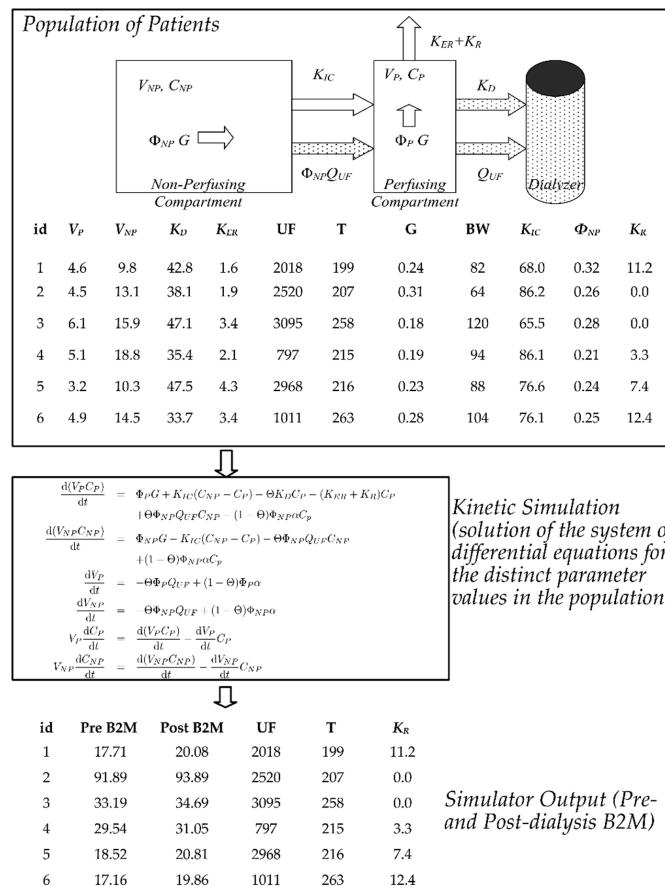 Population of Patients
K_ER+K_R
V_NP, C_NP
K_IC
V_P, C_P
K_D
Φ_NP G
Φ_P G
Φ_NP Q_UF
Q_UF
Non-Perfusing
Compartment
Perfusing
Compartment
Dialyzer
id V_P V_NP K_D K_ER UF T G BW K_IC Φ_NP K_R
1 4.6 9.8 42.8 1.6 2018 199 0.24 82 68.0 0.32 11.2
2 4.5 13.1 38.1 1.9 2520 207 0.31 64 86.2 0.26 0.0
3 6.1 15.9 47.1 3.4 3095 258 0.18 120 65.5 0.28 0.0
4 5.1 18.8 35.4 2.1 797 215 0.19 94 86.1 0.21 3.3
5 3.2 10.3 47.5 4.3 2968 216 0.23 88 76.6 0.24 7.4
6 4.9 14.5 33.7 3.4 1011 263 0.28 104 76.1 0.25 12.4
d(V_P C_P)/dt = Φ_P G + K_IC(C_NP − C_P) − ΘK_D C_P − (K_ER + K_R)C_P
+ΘΦ_NP Q_UF C_NP − (1 − Θ)Φ_NP αC_p
d(V_NP C_NP)/dt = Φ_NP G − K_IC(C_NP − C_P) − ΘΦ_NP Q_UF C_NP
+(1 − Θ)Φ_NP αC_p
dV_P/dt = −ΘΦ_P Q_UF + (1 − Θ)Φ_P α
dV_NP/dt = −ΘΦ_NP Q_UF + (1 − Θ)Φ_NP α
V_P dC_P/dt = d(V_P C_P)/dt − dV_P/dt C_P
V_NP dC_NP/dt = d(V_NP C_NP)/dt − dV_NP/dt C_NP
Kinetic Simulation
(solution of the system of
differential equations for
the distinct parameter
values in the population
id Pre B2M Post B2M UF T K_R
1 17.71 20.08 2018 199 11.2
2 91.89 93.89 2520 207 0.0
3 33.19 34.69 3095 258 0.0
4 29.54 31.05 797 215 3.3
5 18.52 20.81 2968 216 7.4
6 17.16 19.86 1011 263 12.4
Simulator Output (Pre-
and Post-dialysis B2M)